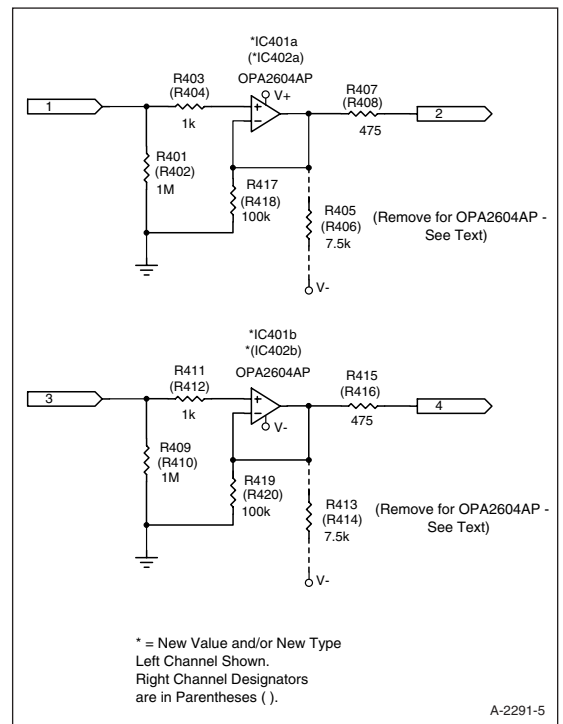 *IC401a
(*IC402a)
OPA2604AP
V+
R403
(R404)
1k
R407
(R408)
475
1
2
R401
(R402)
1M
R417
(R418)
100k
R405
(R406)
7.5k
(Remove for OPA2604AP -
See Text)
V-
*IC401b
*(IC402b)
OPA2604AP
V-
R411
(R412)
1k
R415
(R416)
475
3
4
R409
(R410)
1M
R419
(R420)
100k
R413
(R414)
7.5k
(Remove for OPA2604AP -
See Text)
V-
* = New Value and/or New Type
Left Channel Shown.
Right Channel Designators
are in Parentheses ( ).
A-2291-5